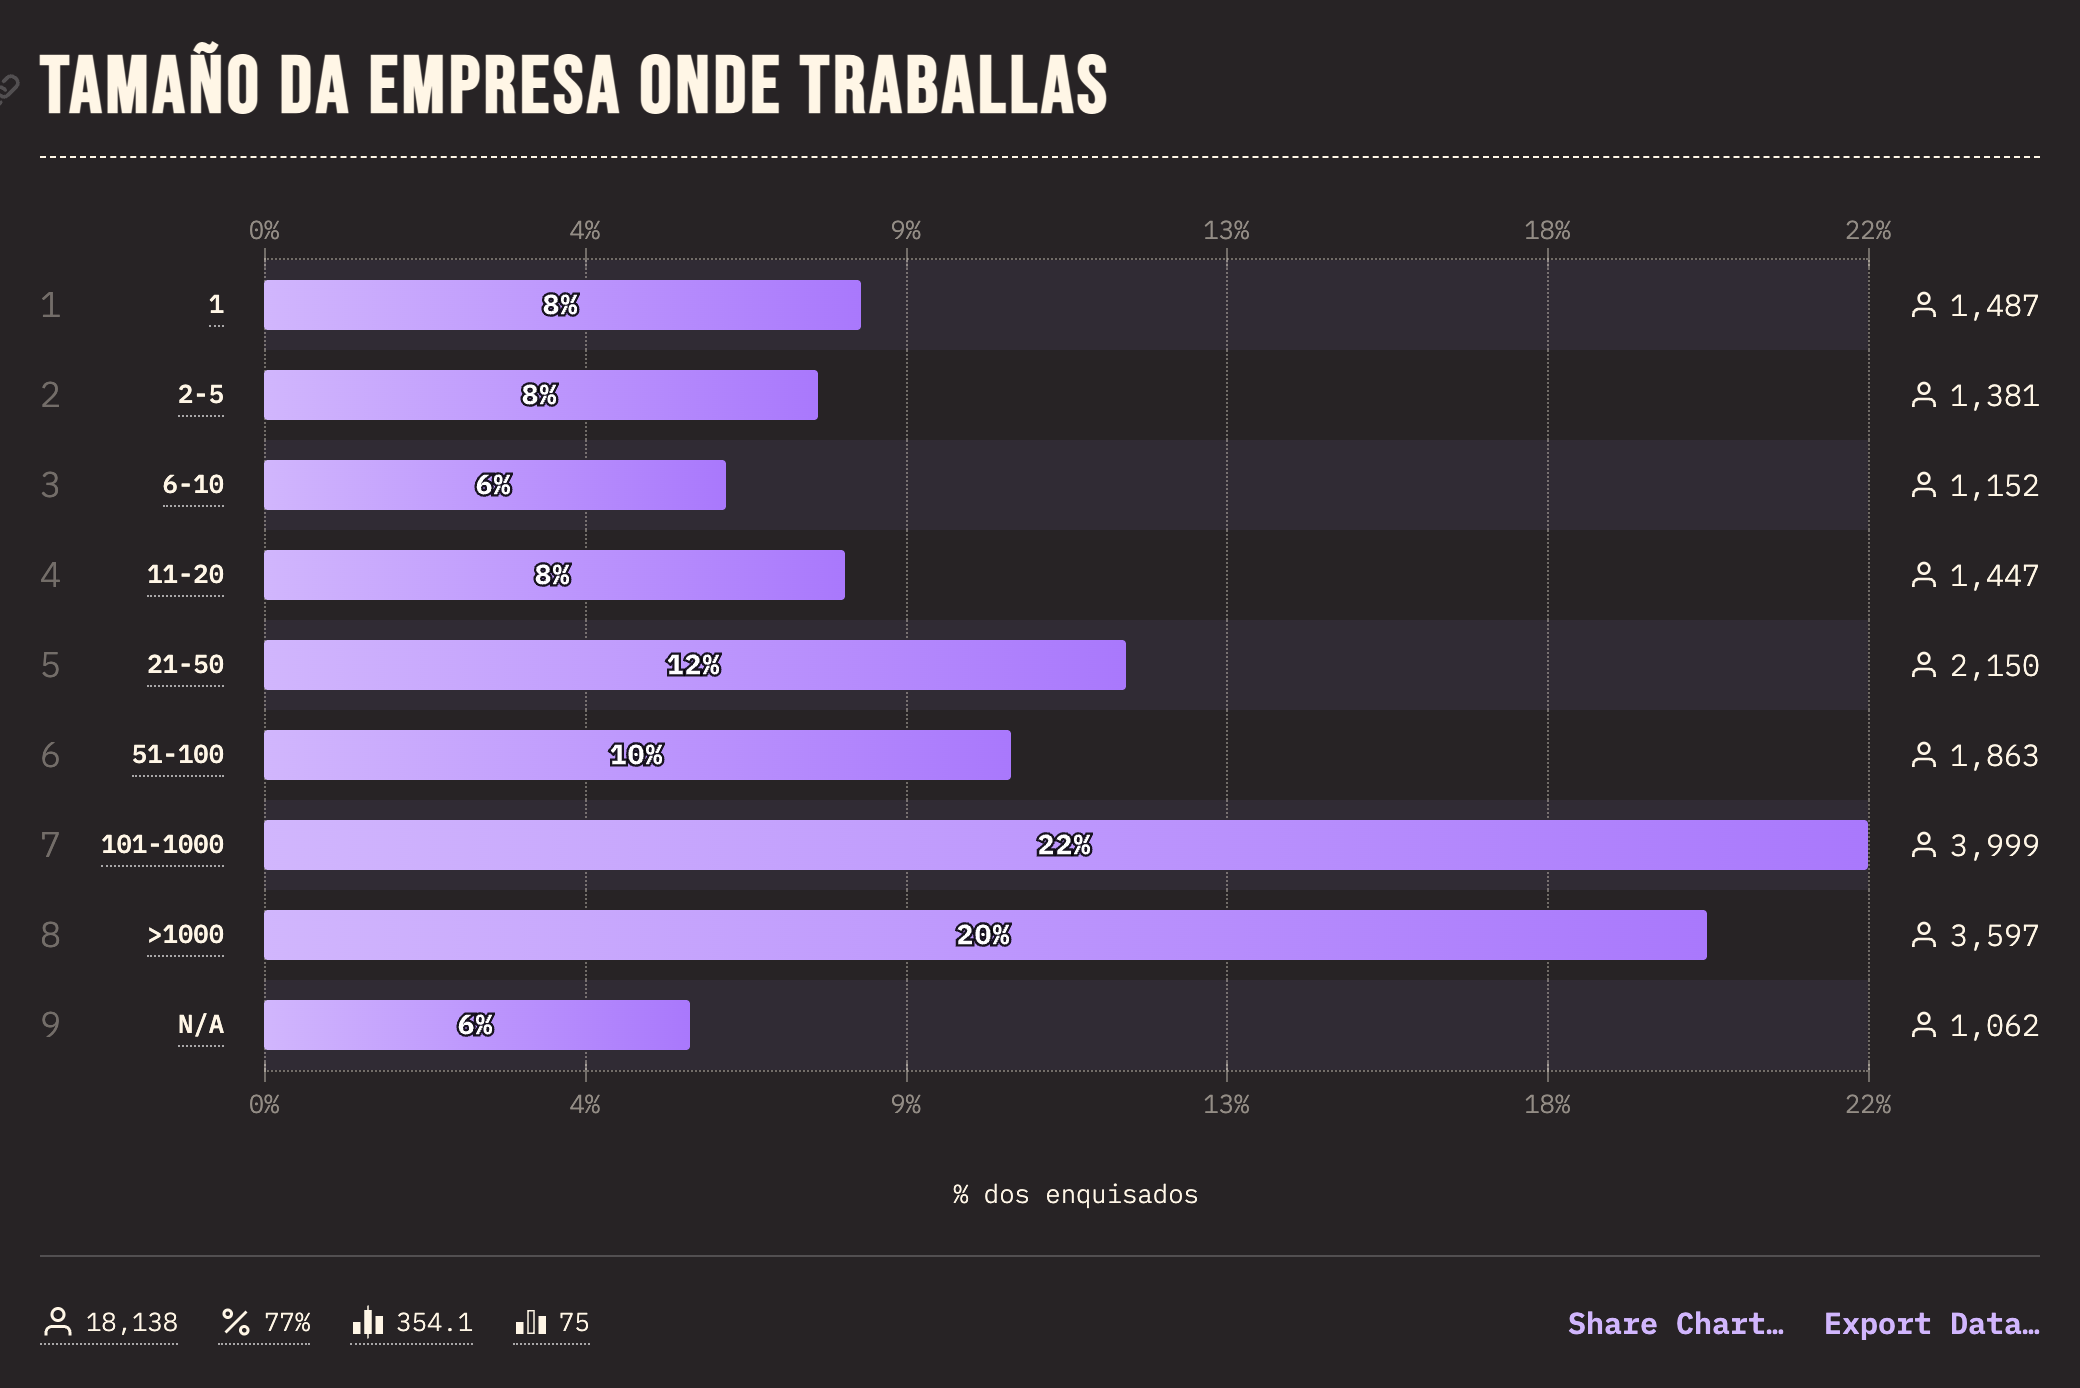 TAMAÑO DA EMPRESA ONDE TRABALLAS
0% 4% 9% 13% 18% 22%
1 1 8% 1,487
2 2-5 8% 1,381
3 6-10 6% 1,152
4 11-20 8% 1,447
5 21-50 12% 2,150
6 51-100 10% 1,863
7 101-1000 22% 3,999
8 >1000 20% 3,597
9 N/A 6% 1,062
0% 4% 9% 13% 18% 22%
% dos enquisados
18,138 77% 354.1 75 Share Chart… Export Data…